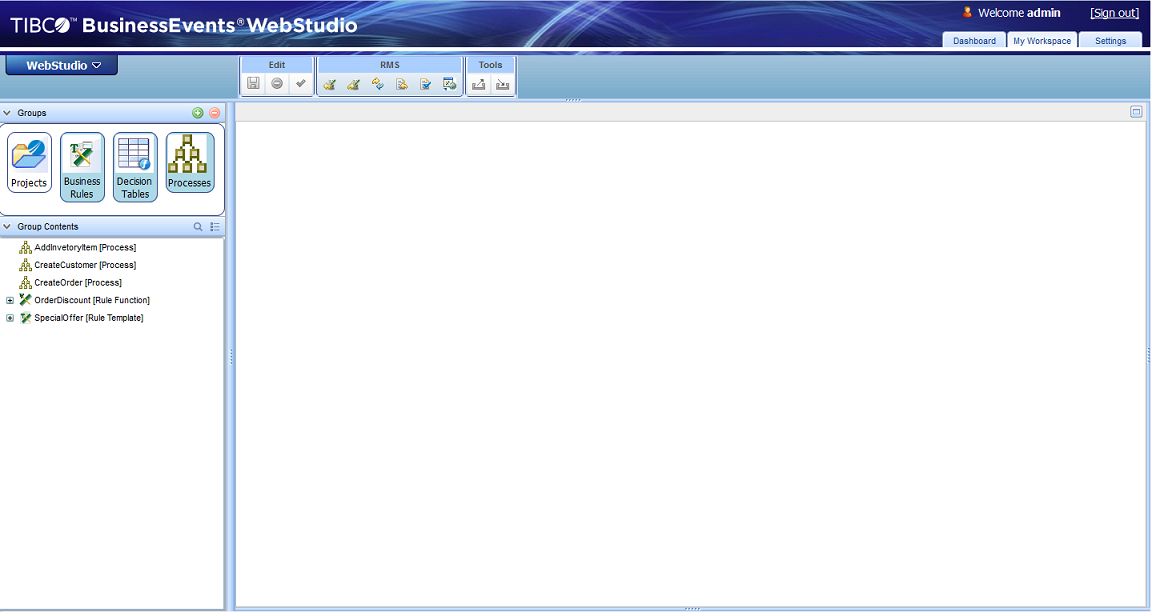 TIBCO™ BusinessEvents® WebStudio
Welcome admin
[Sign out]
Dashboard
My Workspace
Settings
WebStudio
Edit
RMS
Tools
Groups
Projects
Business
Rules
Decision
Tables
Processes
Group Contents
AddInvetoryItem [Process]
CreateCustomer [Process]
CreateOrder [Process]
OrderDiscount [Rule Function]
SpecialOffer [Rule Template]